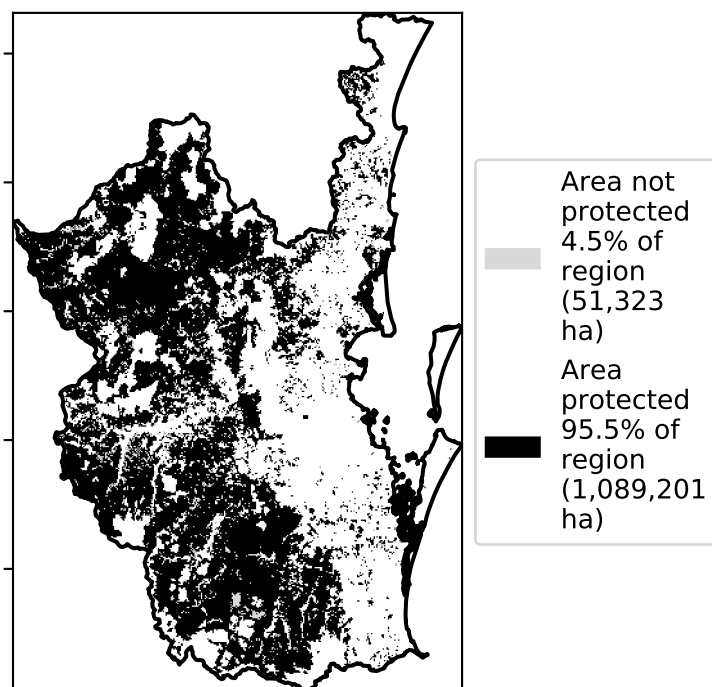 Area not
protected
4.5% of
region
(51,323
ha)
Area
protected
95.5% of
region
(1,089,201
ha)